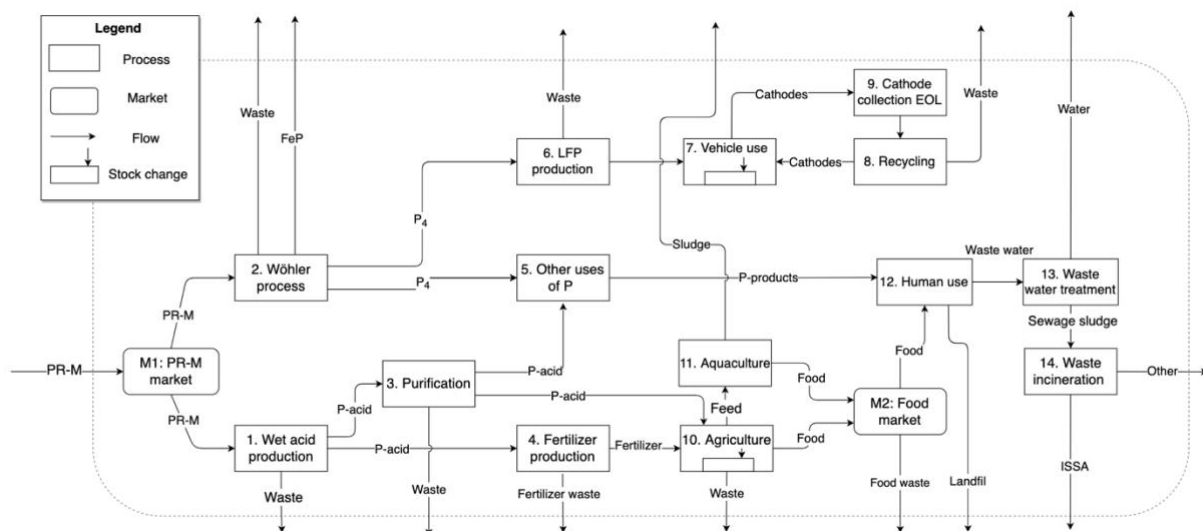 Legend
Process
Market
Flow
Stock change
Waste
FeP
Waste
Cathodes
9. Cathode
collection EOL
Waste
Water
6. LFP
production
7. Vehicle use
Cathodes
8. Recycling
P4
Sludge
Waste water
2. Wöhler
process
P4
5. Other uses
of P
P-products
12. Human use
13. Waste
water treatment
PR-M
Sewage sludge
PR-M
M1: PR-M
market
3. Purification
P-acid
11. Aquaculture
Food
Food
14. Waste
incineration
Other
P-acid
P-acid
Feed
M2: Food
market
PR-M
1. Wet acid
production
P-acid
4. Fertilizer
production
Fertilizer
10. Agriculture
Food
Waste
Waste
Fertilizer waste
Waste
Food waste
Landfil
ISSA